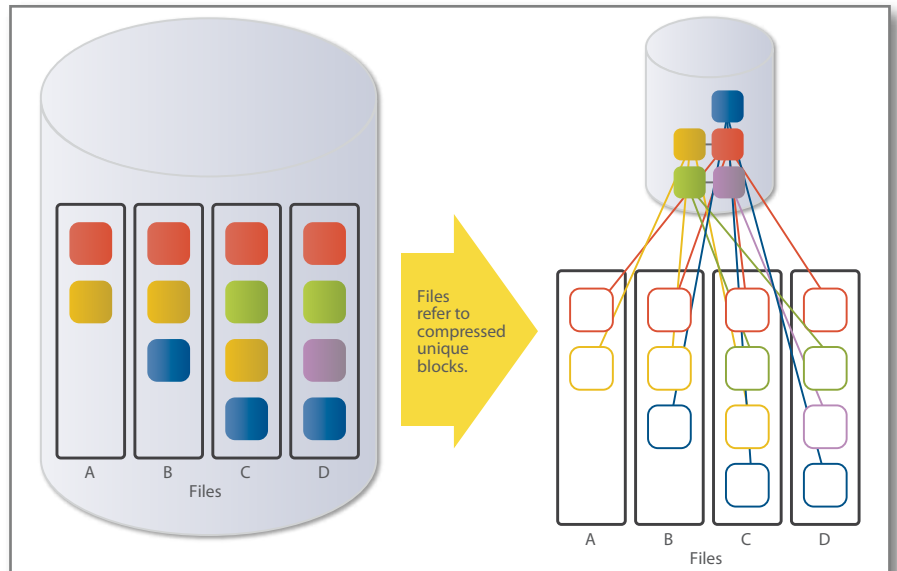 A B C D
Files
Files
refer to
compressed
unique
blocks.
A B C D
Files